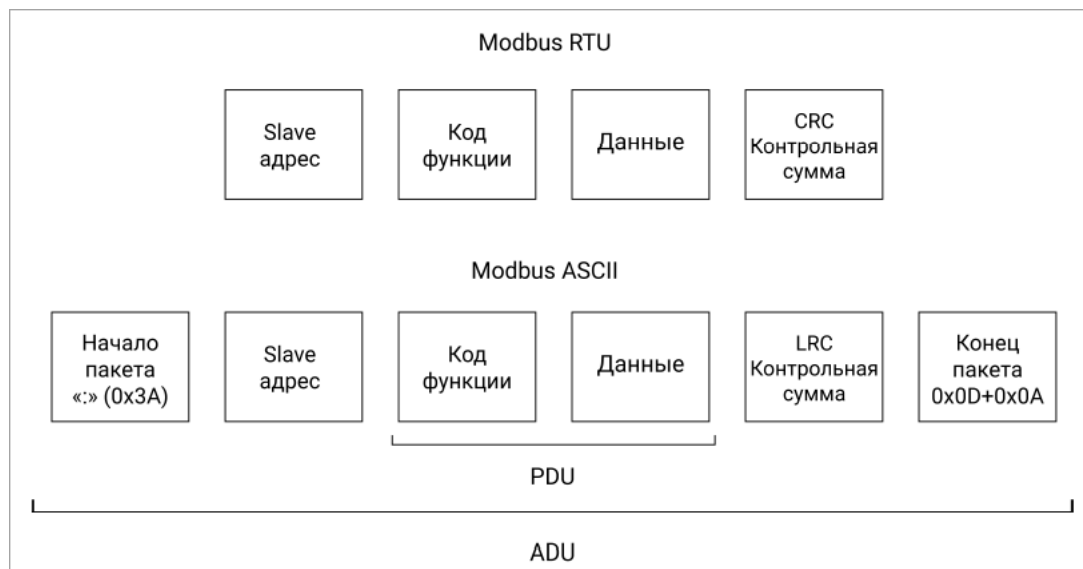 Modbus RTU
Slave
адрес
Код
функции
Данные
CRC
Контрольная
сумма
Modbus ASCII
Начало
пакета
«:» (0x3A)
Slave
адрес
Код
функции
Данные
LRC
Контрольная
сумма
Конец
пакета
0x0D+0x0A
PDU
ADU